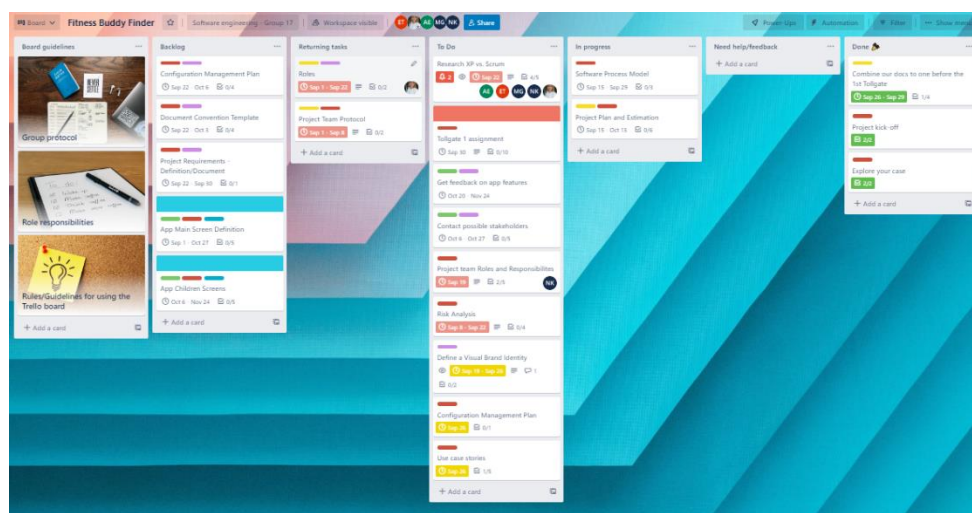 Board
Fitness Buddy Finder
Software engineering - Group 17
Workspace visible
ET
AE
MG
NK
Share
Power-Ups
Automation
Filter
Show menu
Board guidelines
Group protocol
Role responsibilities
Rules/Guidelines for using the
Trello board
+ Add a card
Backlog
Configuration Management Plan
Sep 22 - Oct 6 0/4
Document Convention Template
Sep 22 - Oct 3 0/4
Project Requirements -
Definition/Document
Sep 22 - Sep 30 0/1
App Main Screen Definition
Sep 1 - Oct 27 0/5
App Children Screens
Oct 6 - Nov 24 0/5
+ Add a card
Returning tasks
Roles
Sep 1 - Sep 22 0/2
Project Team Protocol
Sep 1 - Sep 8 0/2
+ Add a card
To Do
Research XP vs. Scrum
2 Sep 22 4/5
AE ET MG NK
Tollgate 1 assignment
Sep 30 0/10
Get feedback on app features
Oct 20 - Nov 24
Contact possible stakeholders
Oct 6 - Oct 27 0/5
Project team Roles and Responsibilites
2/5
NK
Risk Analysis
Sep 8 - Sep 22 0/4
Define a Visual Brand Identity
1
0/2
Configuration Management Plan
Sep 26 0/1
Use case stories
Sep 26
+ Add a card
In progress
Software Process Model
Sep 15 - Sep 29
Project Plan and Estimation
Sep 15 - Oct 13 0/6
+ Add a card
Need help/feedback
+ Add a card
Done
Combine our docs to one before the
1st Tollgate
Sep 26 - Sep 29 1/4
Project kick-off
2/2
Explore your case
2/2
+ Add a card